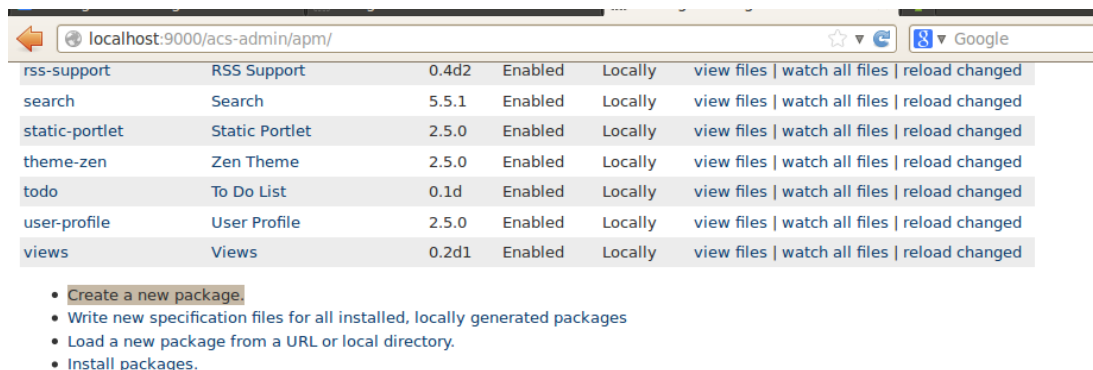 localhost:9000/acs-admin/apm/ Google
rss-support RSS Support 0.4d2 Enabled Locally view files | watch all files | reload changed
search Search 5.5.1 Enabled Locally view files | watch all files | reload changed
static-portlet Static Portlet 2.5.0 Enabled Locally view files | watch all files | reload changed
theme-zen Zen Theme 2.5.0 Enabled Locally view files | watch all files | reload changed
todo To Do List 0.1d Enabled Locally view files | watch all files | reload changed
user-profile User Profile 2.5.0 Enabled Locally view files | watch all files | reload changed
views Views 0.2d1 Enabled Locally view files | watch all files | reload changed
• Create a new package.
• Write new specification files for all installed, locally generated packages
• Load a new package from a URL or local directory.
• Install packages.